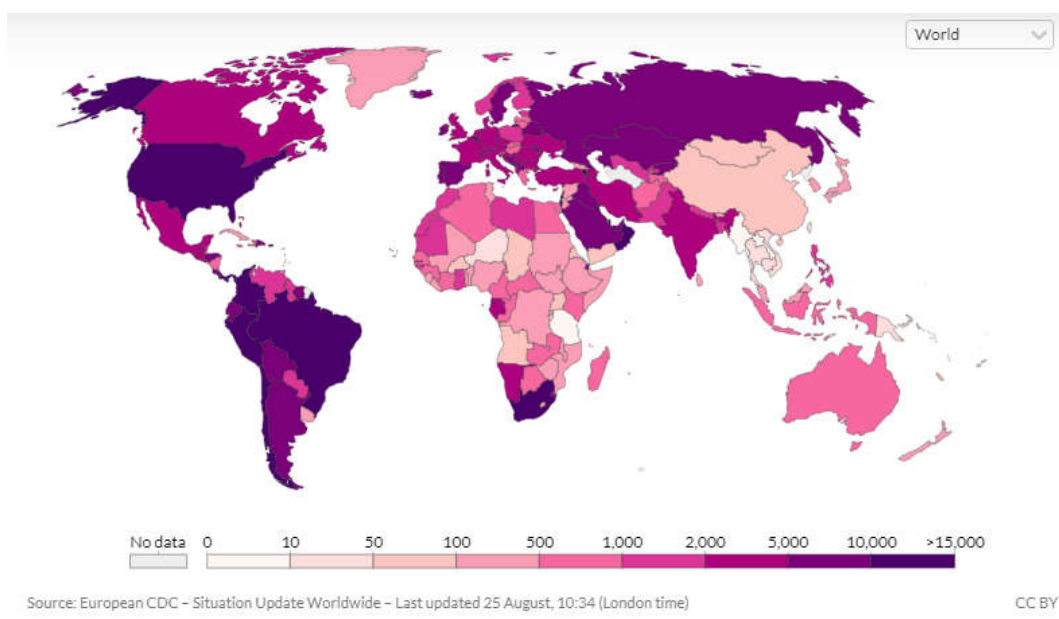 World
No data 0 10 50 100 500 1,000 2,000 5,000 10,000 >15,000
Source: European CDC – Situation Update Worldwide – Last updated 25 August, 10:34 (London time) CC BY